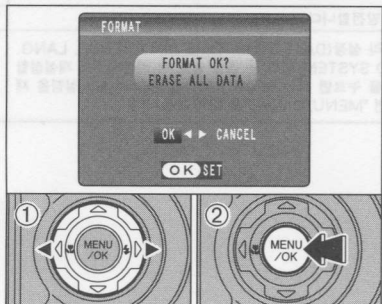 FORMAT
FORMAT OK?
ERASE ALL DATA
OK ◀ ▶ CANCEL
OK SET
①
MENU
/OK
②
MENU
/OK